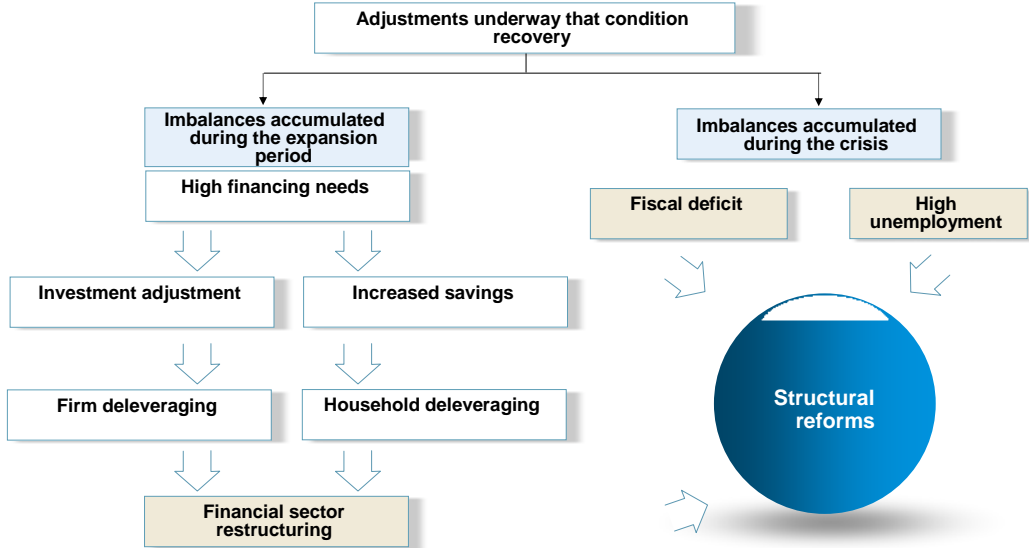 Adjustments underway that condition
recovery
Imbalances accumulated
during the expansion
period
Imbalances accumulated
during the crisis
High financing needs
Fiscal deficit
High
unemployment
Investment adjustment
Increased savings
Firm deleveraging
Household deleveraging
Structural
reforms
Financial sector
restructuring